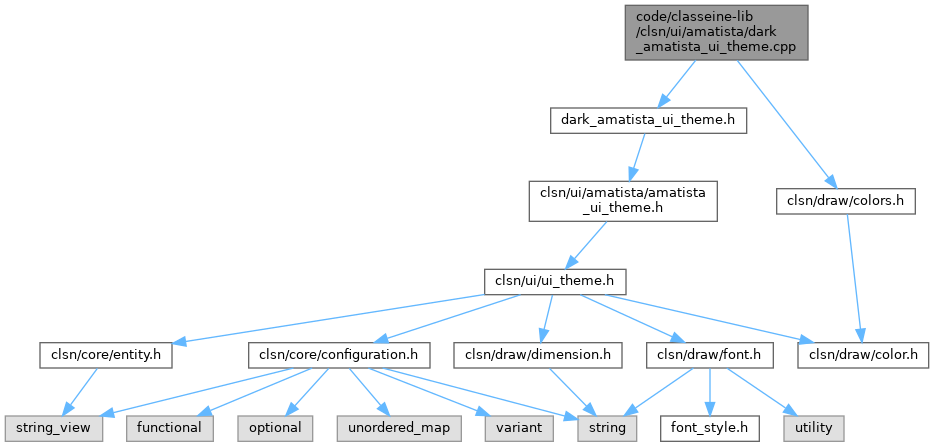 code/classeine-lib
/clsn/ui/amatista/dark
_amatista_ui_theme.cpp
dark_amatista_ui_theme.h
clsn/ui/amatista/amatista
_ui_theme.h
clsn/draw/colors.h
clsn/ui/ui_theme.h
clsn/core/entity.h
clsn/core/configuration.h
clsn/draw/dimension.h
clsn/draw/font.h
clsn/draw/color.h
string_view
functional
optional
unordered_map
variant
string
font_style.h
utility